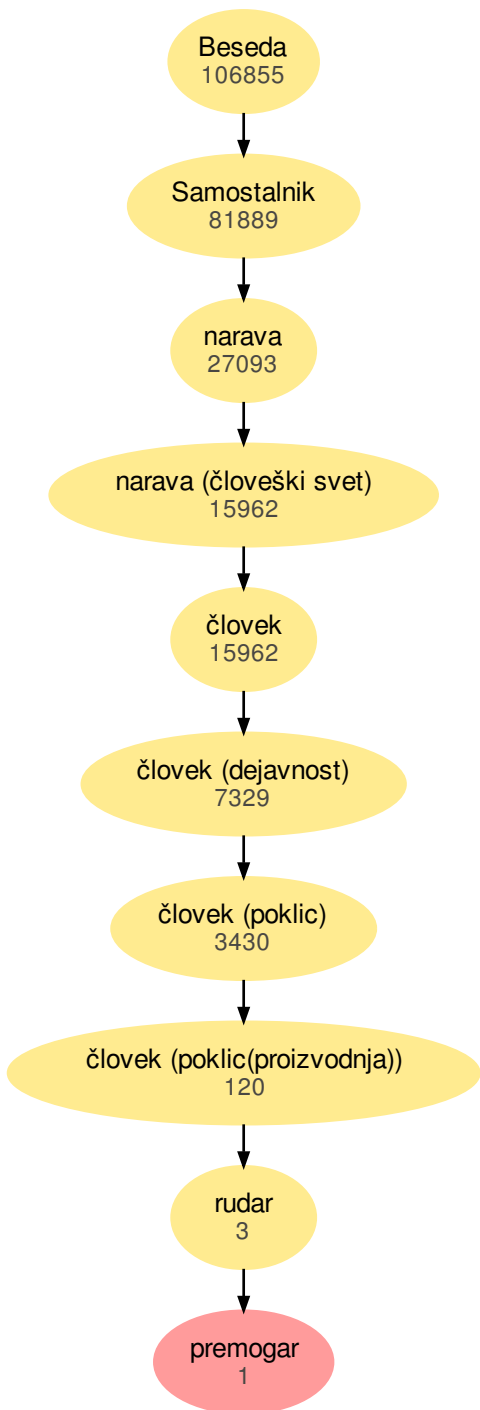 Beseda
106855
Samostalnik
81889
narava
27093
narava (človeški svet)
15962
človek
15962
človek (dejavnost)
7329
človek (poklic)
3430
človek (poklic(proizvodnja))
120
rudar
3
premogar
1